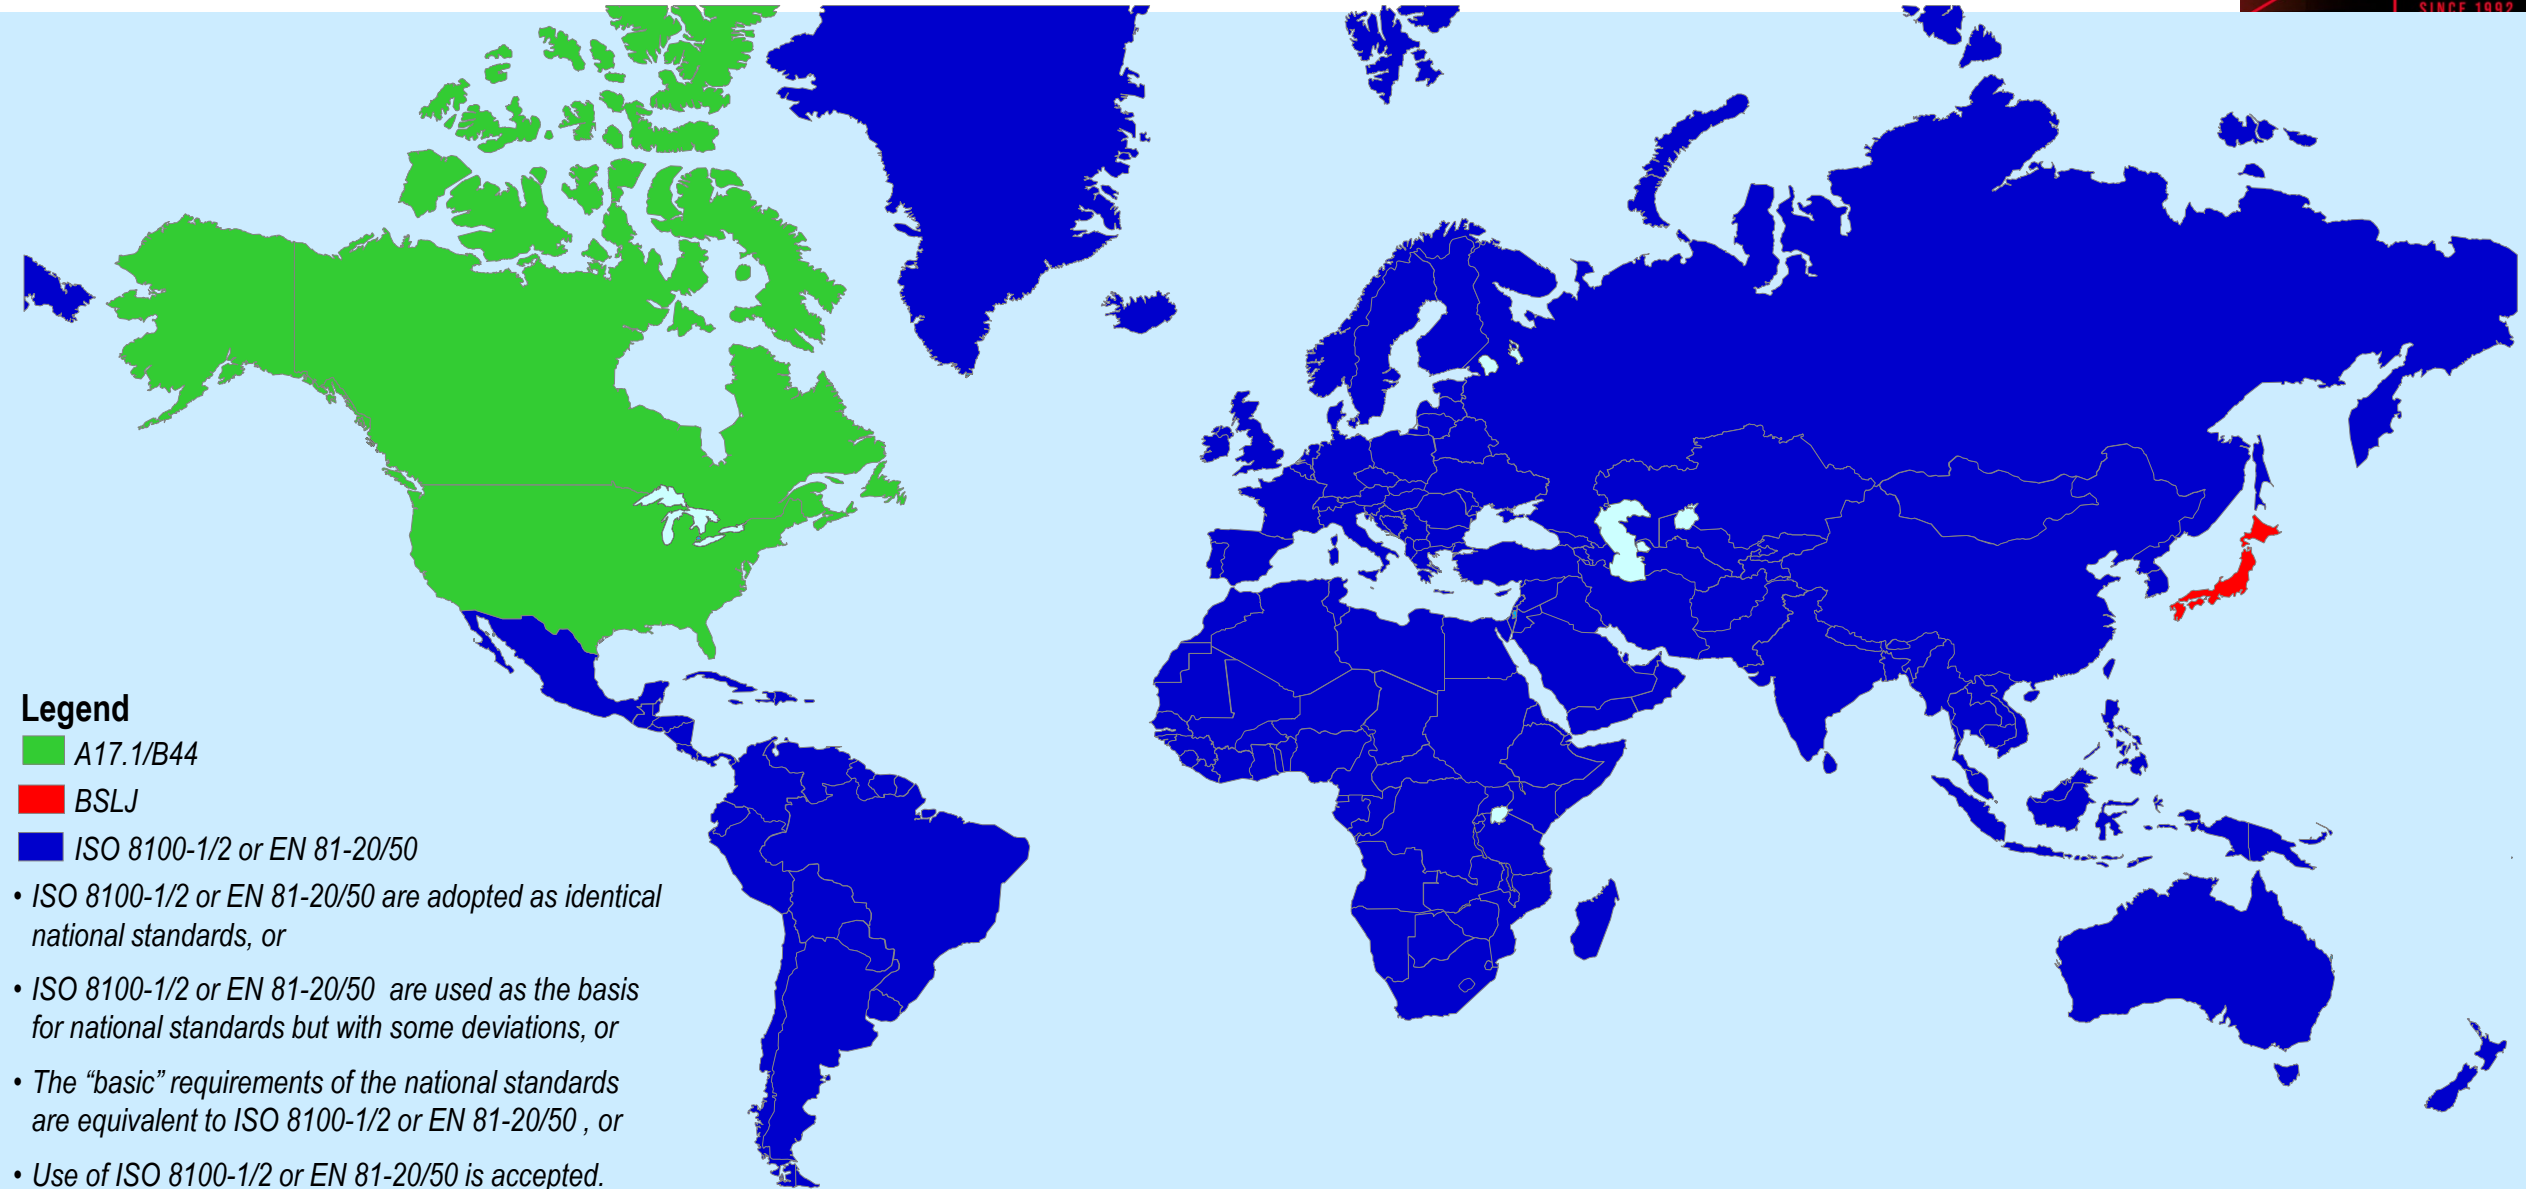 SINCE 1992
Legend
A17.1/B44
BSLJ
ISO 8100-1/2 or EN 81-20/50
• ISO 8100-1/2 or EN 81-20/50 are adopted as identical
national standards, or
• ISO 8100-1/2 or EN 81-20/50 are used as the basis
for national standards but with some deviations, or
• The “basic” requirements of the national standards
are equivalent to ISO 8100-1/2 or EN 81-20/50 , or
• Use of ISO 8100-1/2 or EN 81-20/50 is accepted.